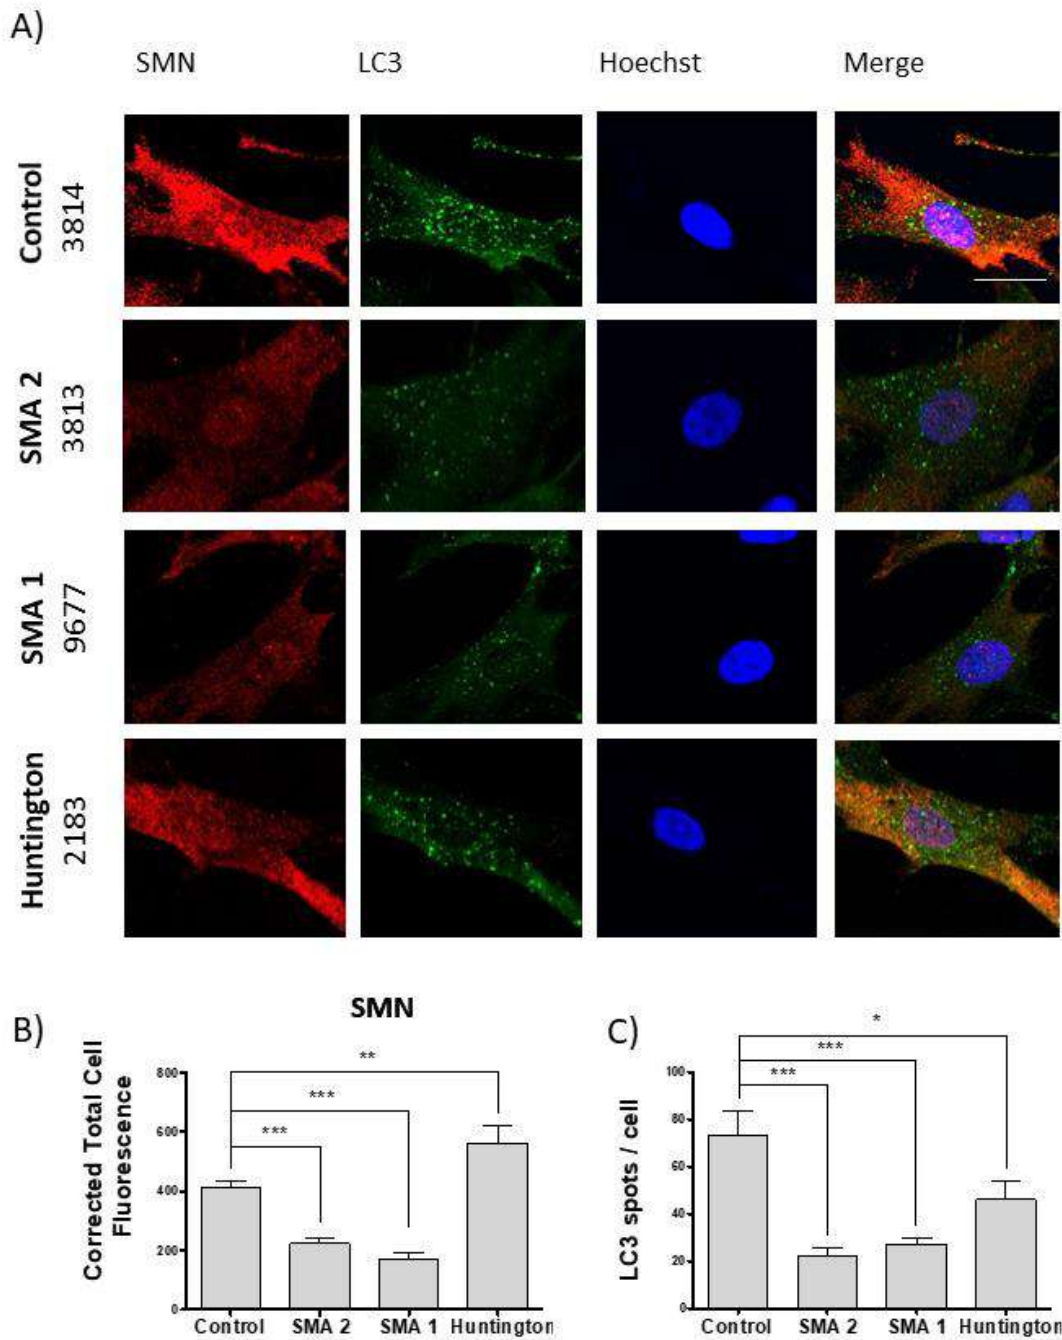 A)
SMN LC3 Hoechst Merge
Control
3814
SMA 2
3813
SMA 1
9677
Huntington
2183
B)
SMN
Corrected Total Cell
Fluorescence
800
600
400
200
0
**
***
***
Control SMA 2 SMA 1 Huntington
C)
LC3 spots / cell
100
80
60
40
20
0
*
***
***
Control SMA 2 SMA 1 Huntington